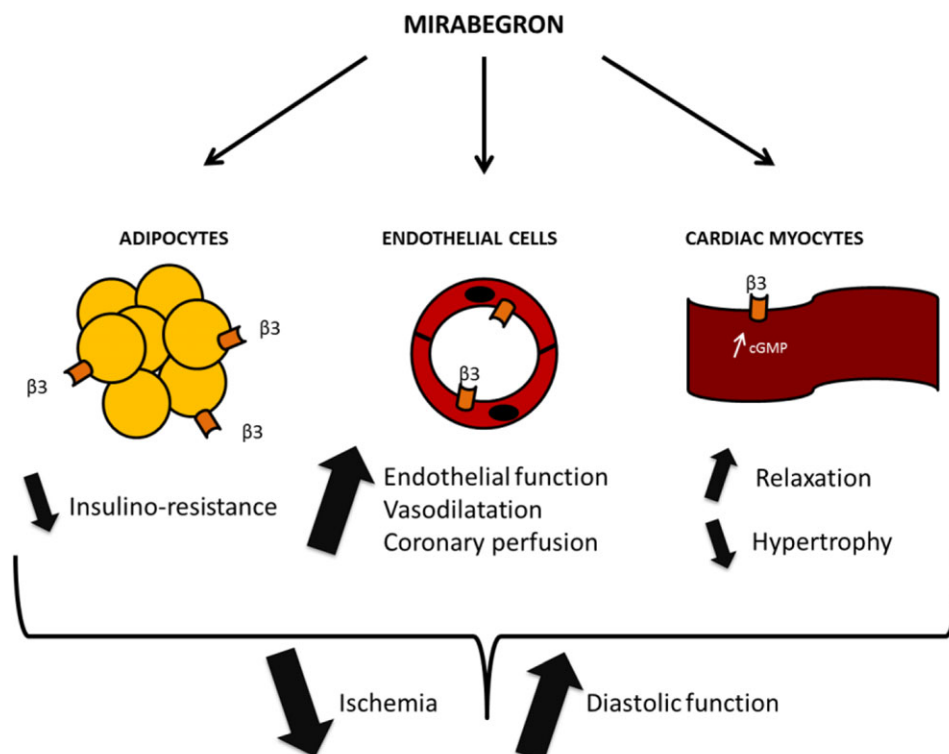 MIRABEGRON
ADIPOCYTES
ENDOTHELIAL CELLS
CARDIAC MYOCYTES
β3
β3
β3
β3
β3
cGMP
Insulino-resistance
Endothelial function
Vasodilatation
Coronary perfusion
Relaxation
Hypertrophy
Ischemia
Diastolic function